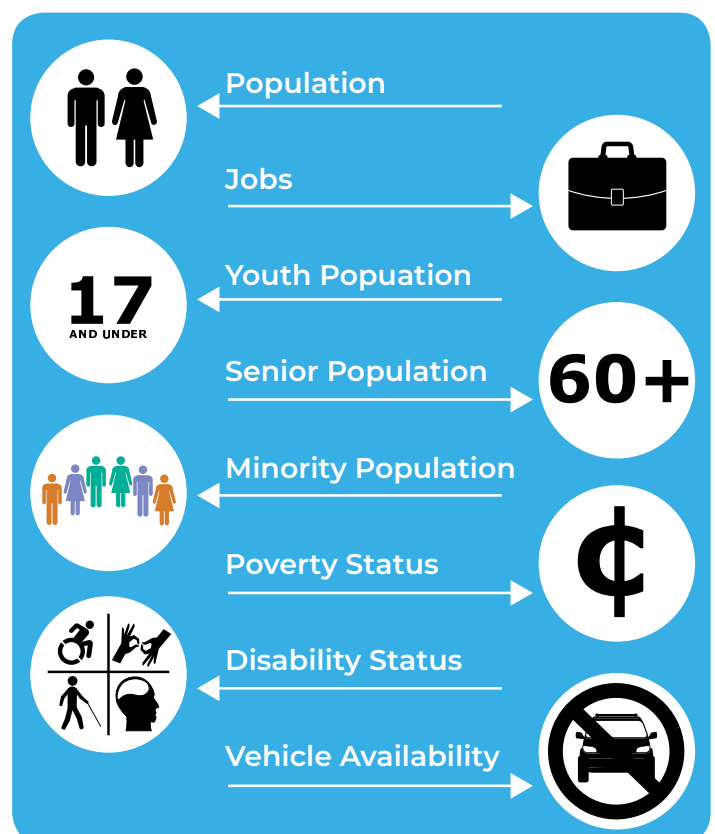 Population
Jobs
17
AND UNDER
Youth Popuation
Senior Population
60+
Minority Population
Poverty Status
¢
Disability Status
Vehicle Availability